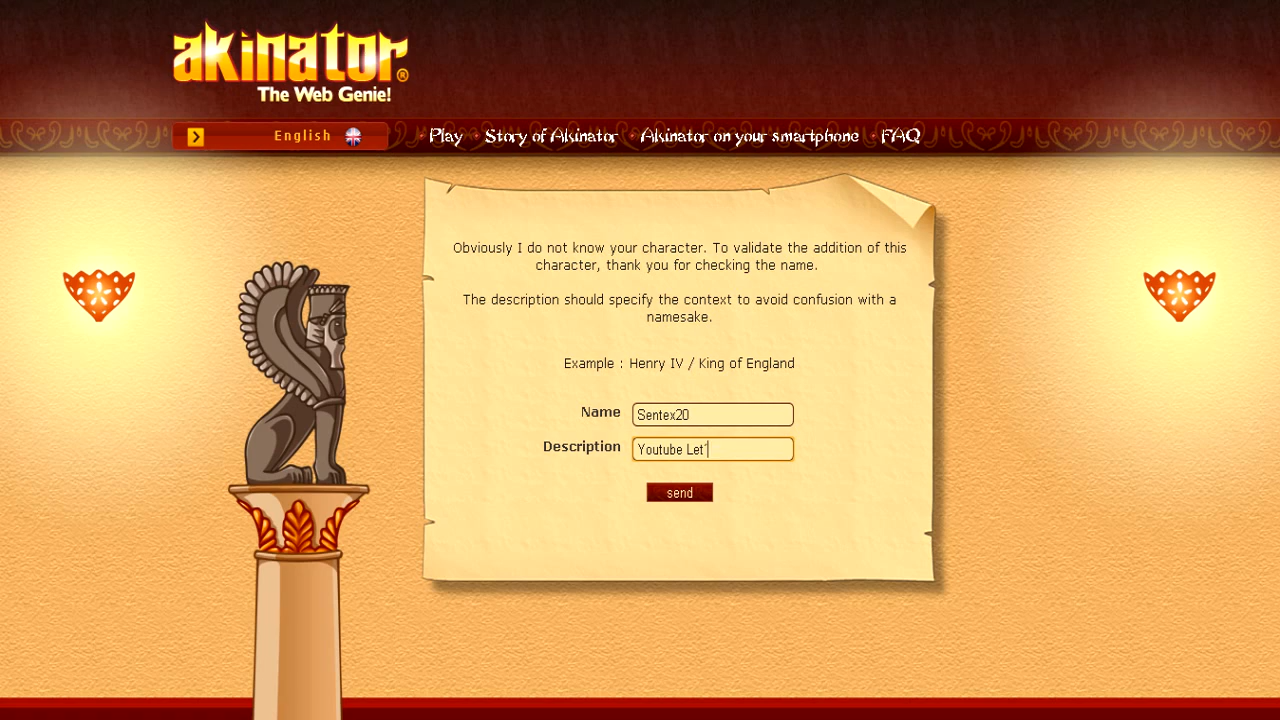 akinator®
The Web Genie!
English
· Play · Story of Akinator · Akinator on your smartphone · FAQ
Obviously I do not know your character. To validate the addition of this
character, thank you for checking the name.
The description should specify the context to avoid confusion with a
namesake.
Example : Henry IV / King of England
Name Sentex20
Description Youtube Let'
send